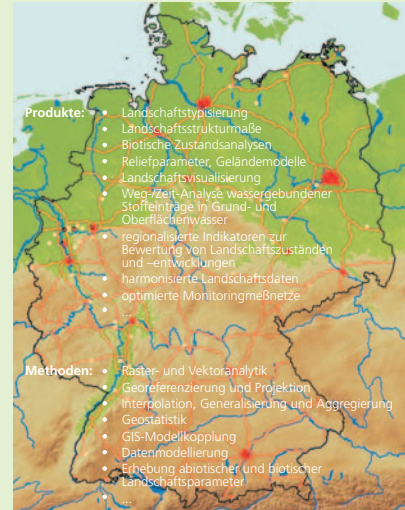 Produkte: • Landschaftstypisierung
• Landschaftsstrukturmaße
• Biotische Zustandsanalysen
• Reliefparameter, Geländemodelle
• Landschaftsvisualisierung
• Weg-/Zeit-Analyse wassergebundener
Stoffeinträge in Grund- und
Oberflächenwasser
• regionalisierte Indikatoren zur
Bewertung von Landschaftszuständen
und –entwicklungen
• harmonisierte Landschaftsdaten
• optimierte Monitoringmeßnetze
• ...
Methoden: • Raster- und Vektoranalytik
• Georeferenzierung und Projektion
• Interpolation, Generalisierung und Aggregierung
• Geostatistik
• GIS-Modellkopplung
• Datenmodellierung
• Erhebung abiotischer und biotischer
Landschaftsparameter
• ...